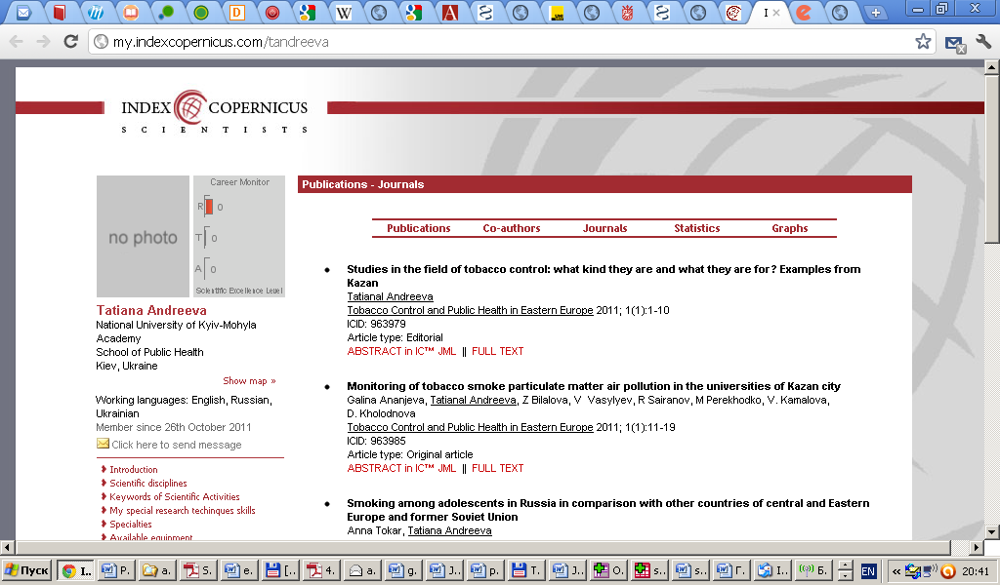 my.indexcopernicus.com/tandreeva
INDEX COPERNICUS
SCIENTISTS
no photo
Career Monitor
R 0
T 0
A 0
Scientific Excelence Level
Tatiana Andreeva
National University of Kyiv-Mohyla
Academy
School of Public Health
Kiev, Ukraine
Show map »
Working languages: English, Russian,
Ukrainian
Member since 26th October 2011
Click here to send message
Introduction
Scientific disciplines
Keywords of Scientific Activities
My special research techinques skills
Specialties
Available equipment
Publications - Journals
Publications Co-authors Journals Statistics Graphs
Studies in the field of tobacco control: what kind they are and what they are for? Examples from
Kazan
TatianaI Andreeva
Tobacco Control and Public Health in Eastern Europe 2011; 1(1):1-10
ICID: 963979
Article type: Editorial
ABSTRACT in IC™ JML || FULL TEXT
Monitoring of tobacco smoke particulate matter air pollution in the universities of Kazan city
Galina Ananjeva, TatianaI Andreeva, Z Bilalova, V Vasylyev, R Sairanov, M Perekhodko, V. Kamalova,
D. Kholodnova
Tobacco Control and Public Health in Eastern Europe 2011; 1(1):11-19
ICID: 963985
Article type: Original article
ABSTRACT in IC™ JML || FULL TEXT
Smoking among adolescents in Russia in comparison with other countries of central and Eastern
Europe and former Soviet Union
Anna Tokar, Tatiana Andreeva
Пуск I.. P. a. S. e. [.. 4. a. g. J.. p. T. J.. O. s.. s.. Г. I.. Б. EN « 20:41